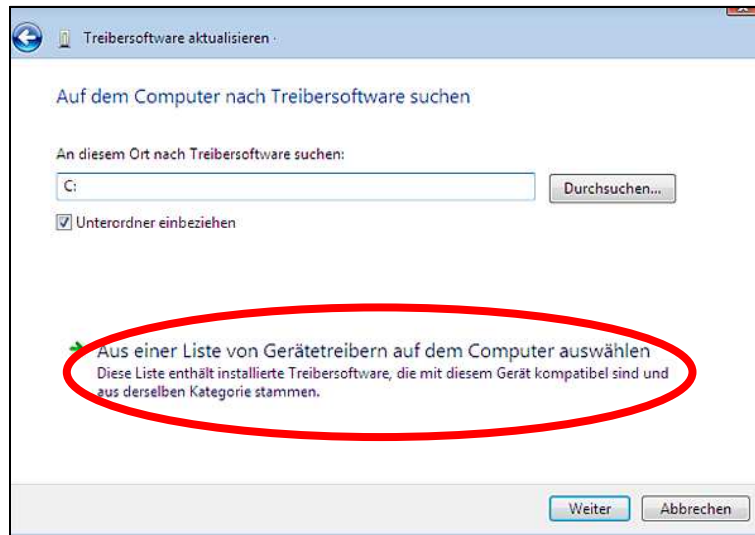 Treibersoftware aktualisieren -
Auf dem Computer nach Treibersoftware suchen
An diesem Ort nach Treibersoftware suchen:
C:
Durchsuchen...
Unterordner einbeziehen
Aus einer Liste von Gerätetreibern auf dem Computer auswählen
Diese Liste enthält installierte Treibersoftware, die mit diesem Gerät kompatibel sind und
aus derselben Kategorie stammen.
Weiter
Abbrechen